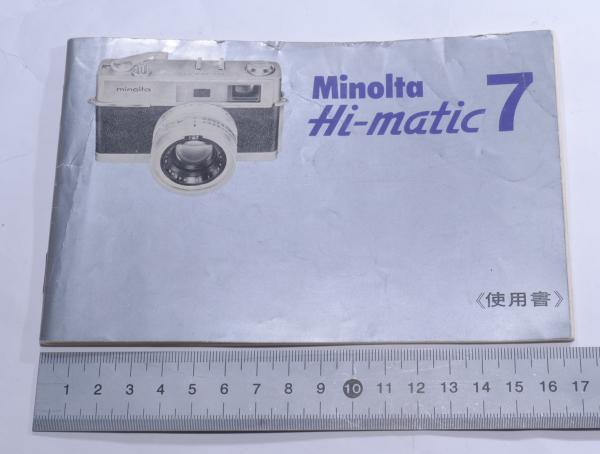 minolta
Minolta
Hi-matic 7
《使用書》
1 2 3 4 5 6 7 8 9 10 11 12 13 14 15 16 17